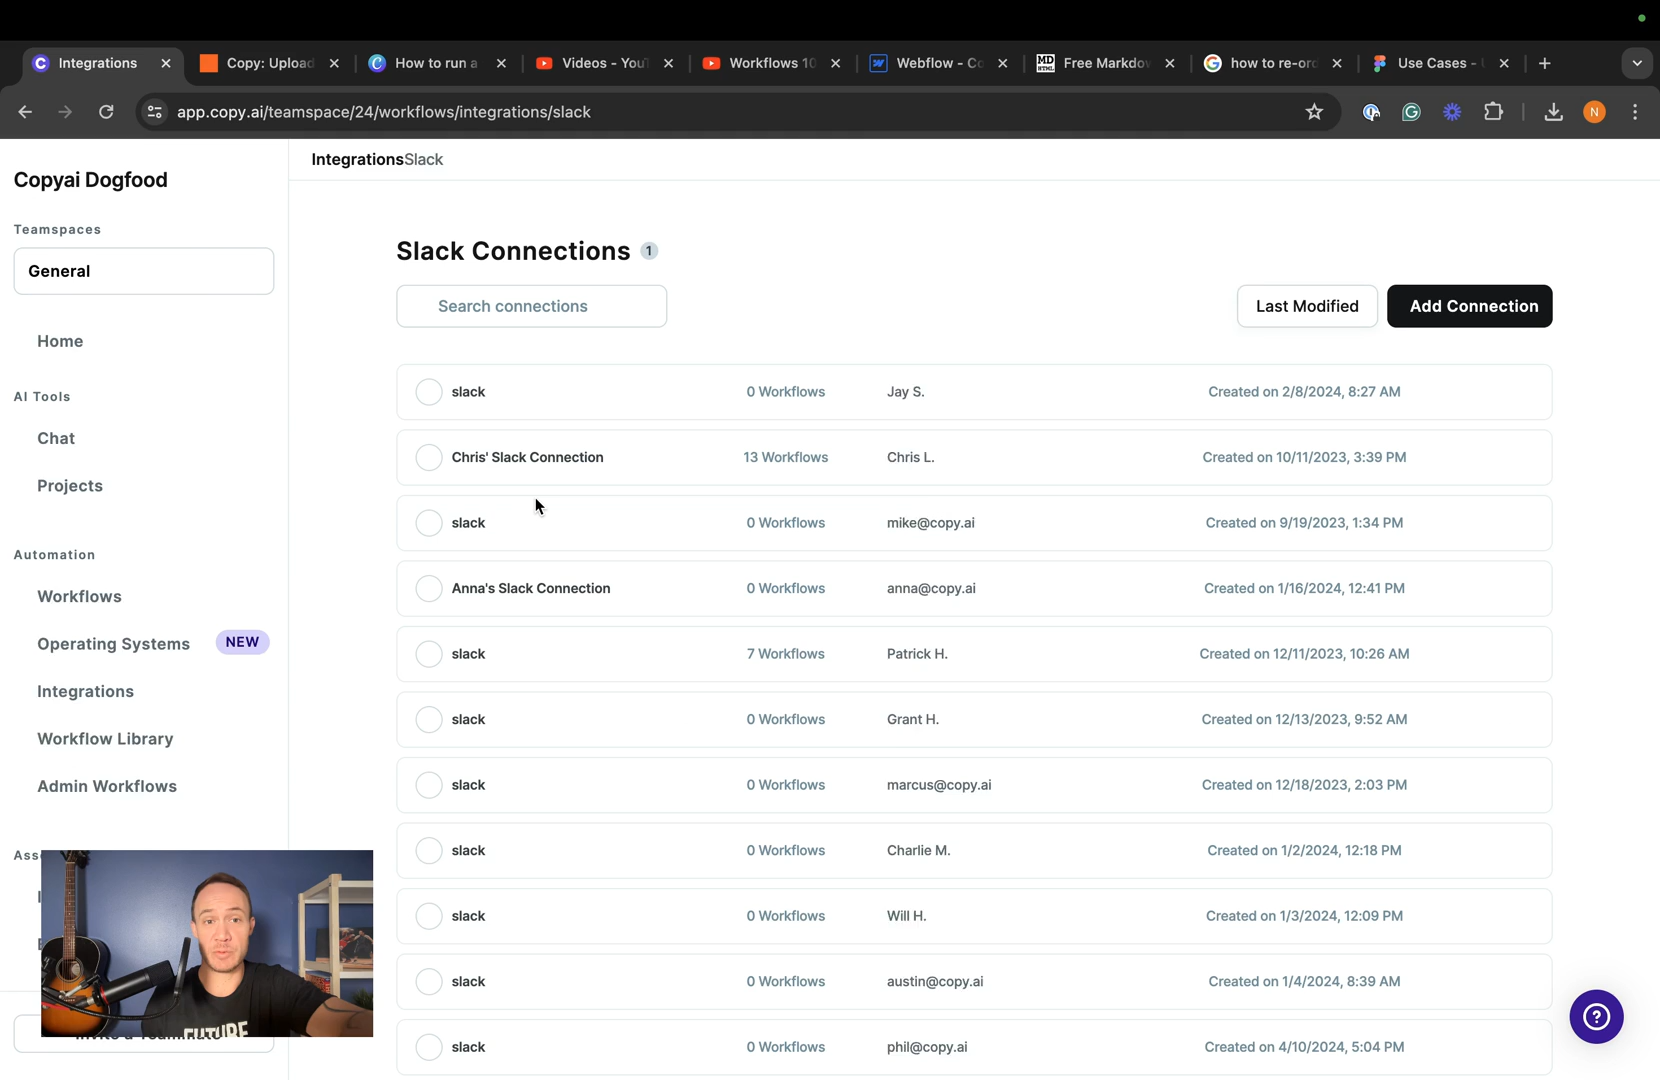 Integrations
Copy: Upload
How to run a
Videos - YouT
Workflows 10
Webflow - Co
Free Markdow
how to re-ord
Use Cases -
app.copy.ai/teamspace/24/workflows/integrations/slack
N
IntegrationsSlack
Copyai Dogfood
Teamspaces
General
Home
AI Tools
Chat
Projects
Automation
Workflows
Operating Systems NEW
Integrations
Workflow Library
Admin Workflows
Slack Connections 1
Search connections
Last Modified
Add Connection
slack 0 Workflows Jay S. Created on 2/8/2024, 8:27 AM
Chris' Slack Connection 13 Workflows Chris L. Created on 10/11/2023, 3:39 PM
slack 0 Workflows mike@copy.ai Created on 9/19/2023, 1:34 PM
Anna's Slack Connection 0 Workflows anna@copy.ai Created on 1/16/2024, 12:41 PM
slack 7 Workflows Patrick H. Created on 12/11/2023, 10:26 AM
slack 0 Workflows Grant H. Created on 12/13/2023, 9:52 AM
slack 0 Workflows marcus@copy.ai Created on 12/18/2023, 2:03 PM
slack 0 Workflows Charlie M. Created on 1/2/2024, 12:18 PM
slack 0 Workflows Will H. Created on 1/3/2024, 12:09 PM
slack 0 Workflows austin@copy.ai Created on 1/4/2024, 8:39 AM
slack 0 Workflows phil@copy.ai Created on 4/10/2024, 5:04 PM
FUTURE